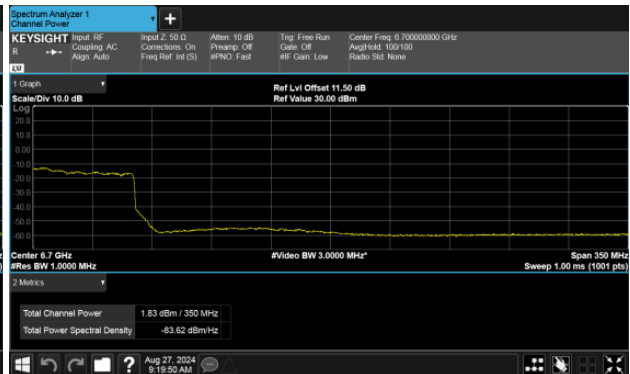 Spectrum Analyzer 1
Channel Power
+
KEYSIGHT Input: RF Input Z: 50 Ω Atten: 10 dB Trig: Free Run Center Freq: 6.700000000 GHz
R Coupling: AC Corrections: On Preamp: Off Gate: Off Avg|Hold: 100/100
Align: Auto Freq Ref: Int (S) #PNO: Fast #IF Gain: Low Radio Std: None
LXI
1 Graph Ref Lvl Offset 11.50 dB
Scale/Div 10.0 dB Ref Value 30.00 dBm
Log
20.0
10.0
0.00
-10.0
-20.0
-30.0
-40.0
-50.0
-60.0
Center 6.7 GHz #Video BW 3.0000 MHz* Span 350 MHz
#Res BW 1.0000 MHz Sweep 1.00 ms (1001 pts)
2 Metrics
Total Channel Power 1.83 dBm / 350 MHz
Total Power Spectral Density -83.62 dBm/Hz
? Aug 27, 2024
9:19:50 AM